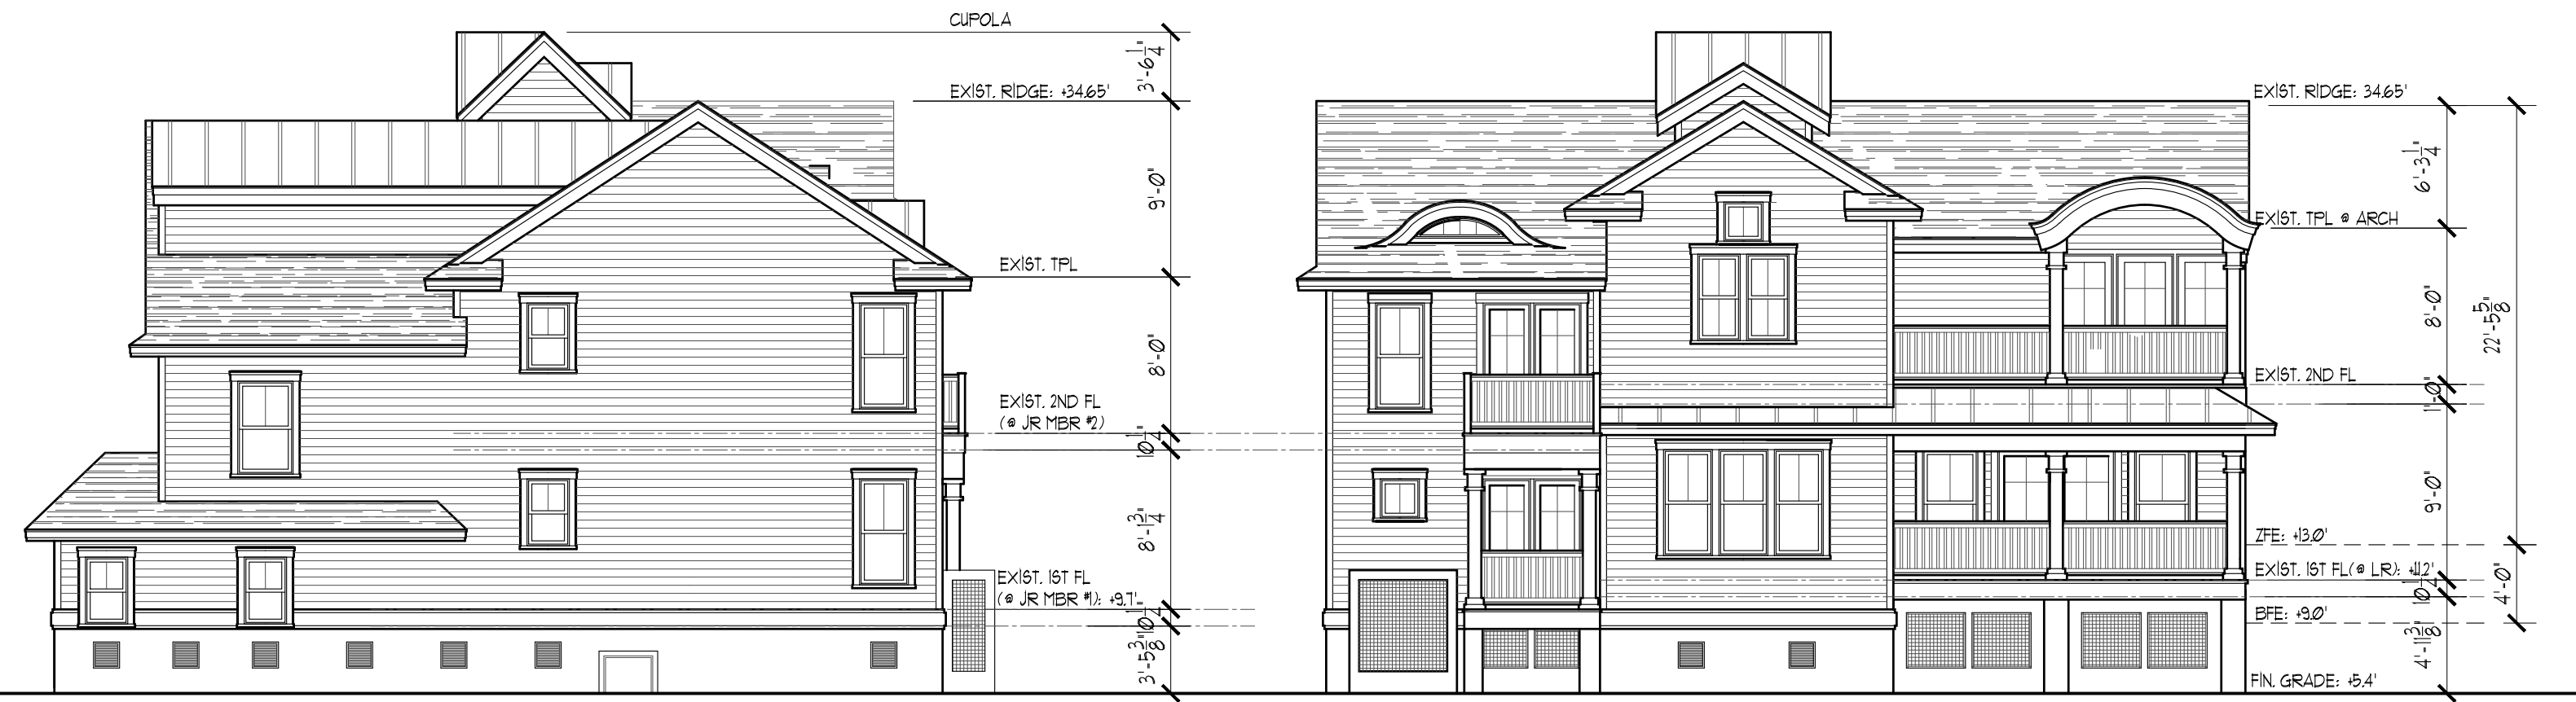 CUPOLA
3'-6 1/4"
EXIST. RIDGE: +34.65'
9'-0"
EXIST. TPL
8'-0"
EXIST. 2ND FL
(@ JR MBR #2)
10 1/4"
8'-1 3/4"
EXIST. 1ST FL
(@ JR MBR #1): +9.7'
10 1/4"
3'-5 3/8"
EXIST. RIDGE: 34.65'
6'-3 1/4"
EXIST. TPL @ ARCH
8'-0"
22'-5 5/8"
EXIST. 2ND FL
1'-0"
9'-0"
ZFE: +13.0'
EXIST. 1ST FL(@ LR): +11.2'
10 1/4"
4'-0"
BFE: +9.0'
4'-11 3/8"
FIN. GRADE: +5.4'